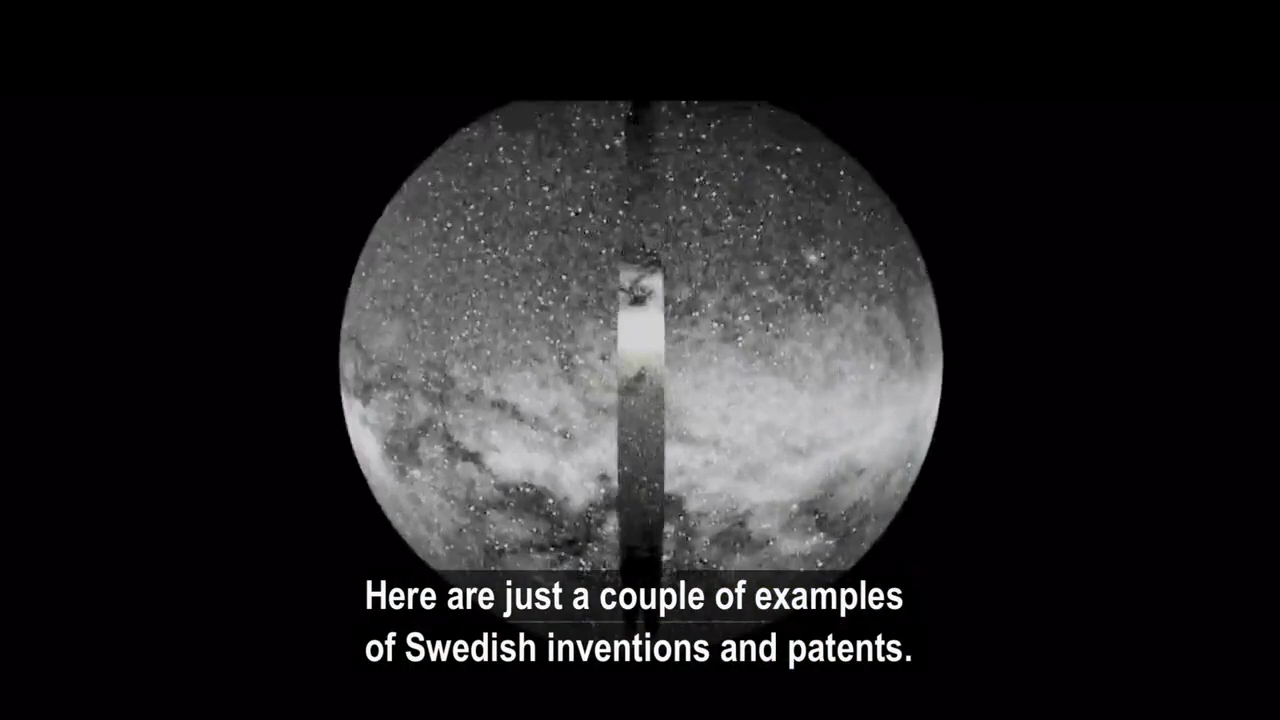 Here are just a couple of examples
of Swedish inventions and patents.